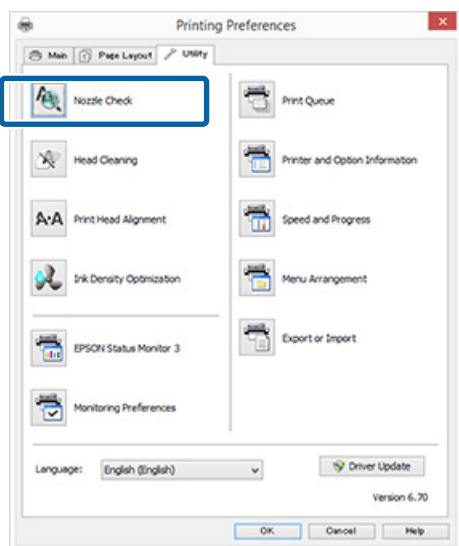 Printing Preferences
Main
Page Layout
Utility
Nozzle Check
Print Queue
Head Cleaning
Printer and Option Information
A·A
Print Head Alignment
Speed and Progress
Ink Density Optimization
Menu Arrangement
EPSON Status Monitor 3
Export or Import
Monitoring Preferences
Language: English (English)
Driver Update
Version 6.70
OK Cancel Help